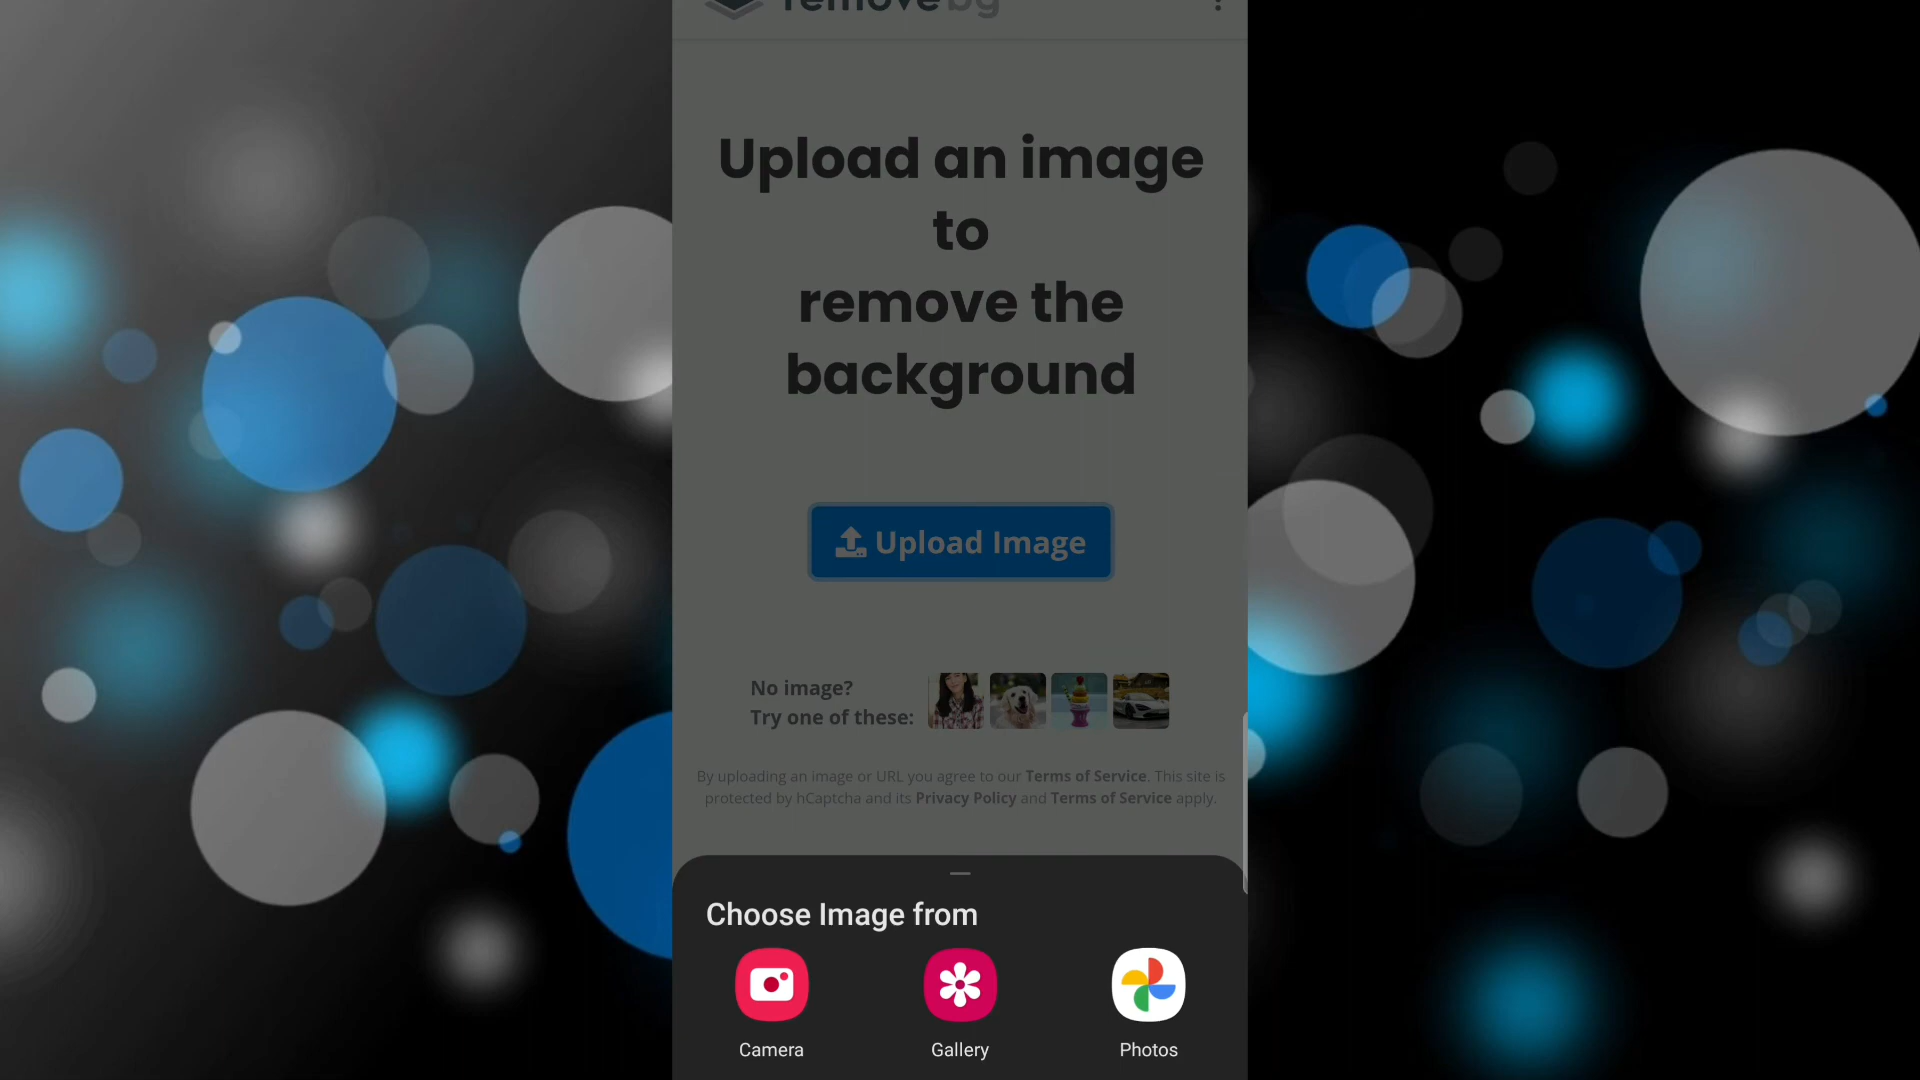 removebg
Upload an image
to
remove the
background
Upload Image
No image?
Try one of these:
By uploading an image or URL you agree to our Terms of Service. This site is
protected by hCaptcha and its Privacy Policy and Terms of Service apply.
Choose Image from
Camera Gallery Photos